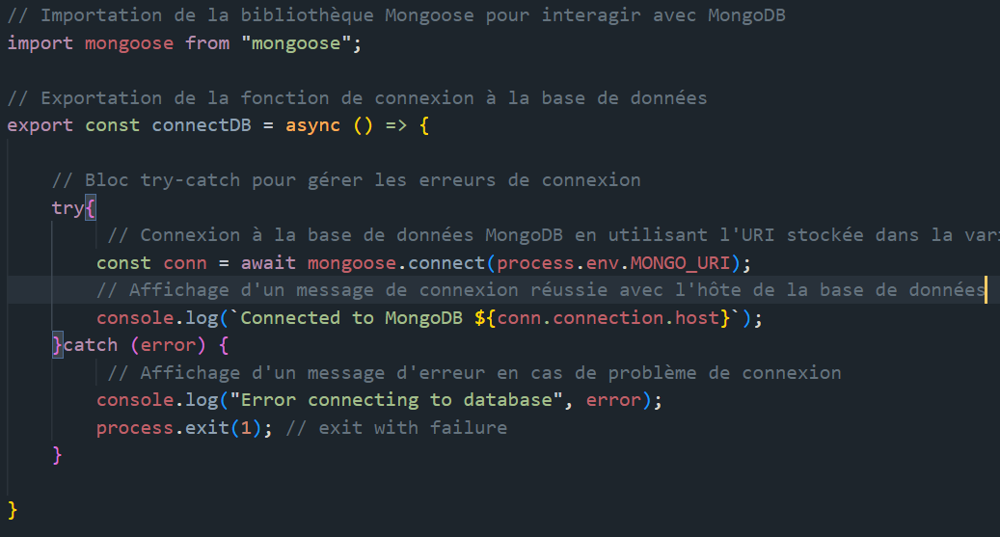 // Importation de la bibliothèque Mongoose pour interagir avec MongoDB
import mongoose from "mongoose";
// Exportation de la fonction de connexion à la base de données
export const connectDB = async () => {
// Bloc try-catch pour gérer les erreurs de connexion
try{
// Connexion à la base de données MongoDB en utilisant l'URI stockée dans la
const conn = await mongoose.connect(process.env.MONGO_URI);
// Affichage d'un message de connexion réussie avec l'hôte de la base de données
console.log(`Connected to MongoDB ${conn.connection.host}`);
}catch (error) {
// Affichage d'un message d'erreur en cas de problème de connexion
console.log("Error connecting to database", error);
process.exit(1); // exit with failure
}
}